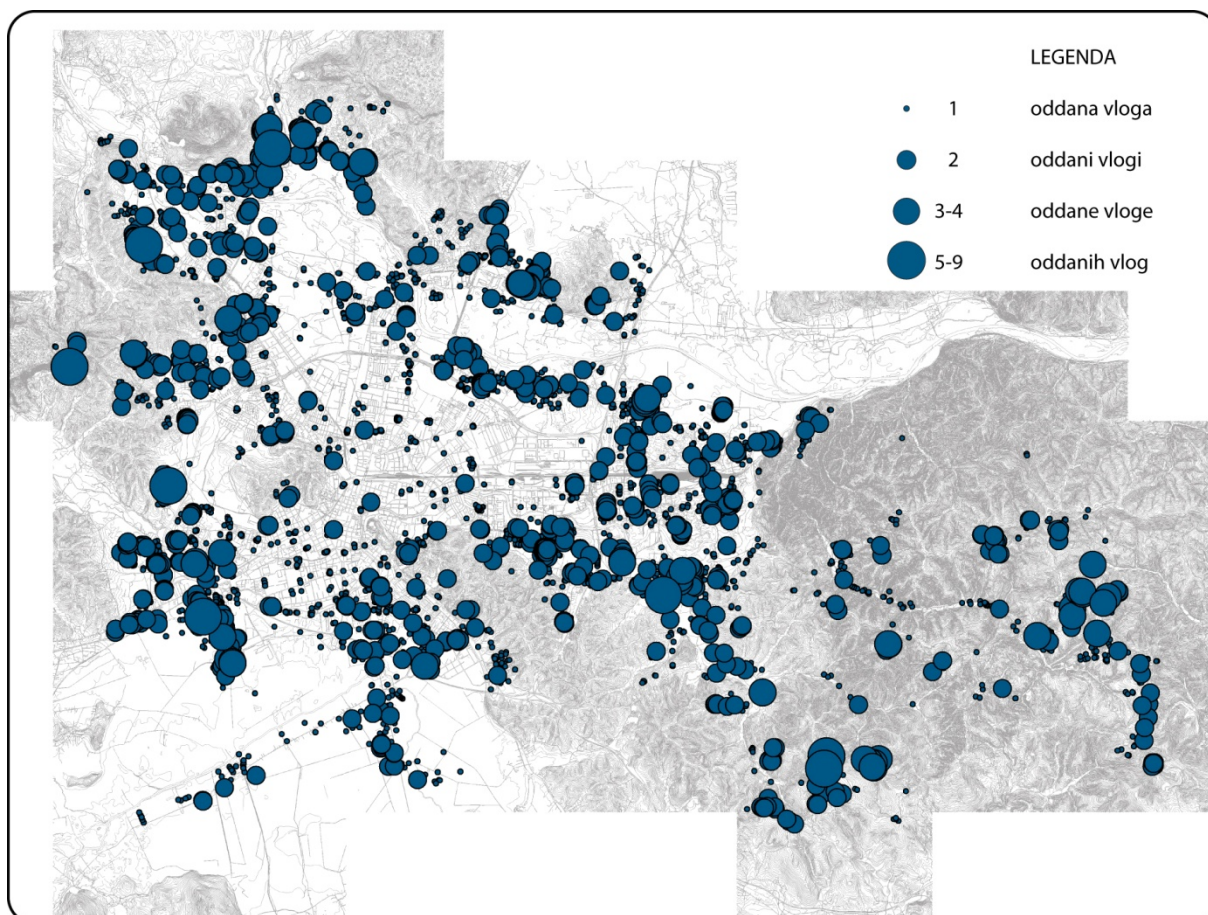 LEGENDA
1 oddana vloga
2 oddani vlogi
3-4 oddane vloge
5-9 oddanih vlog